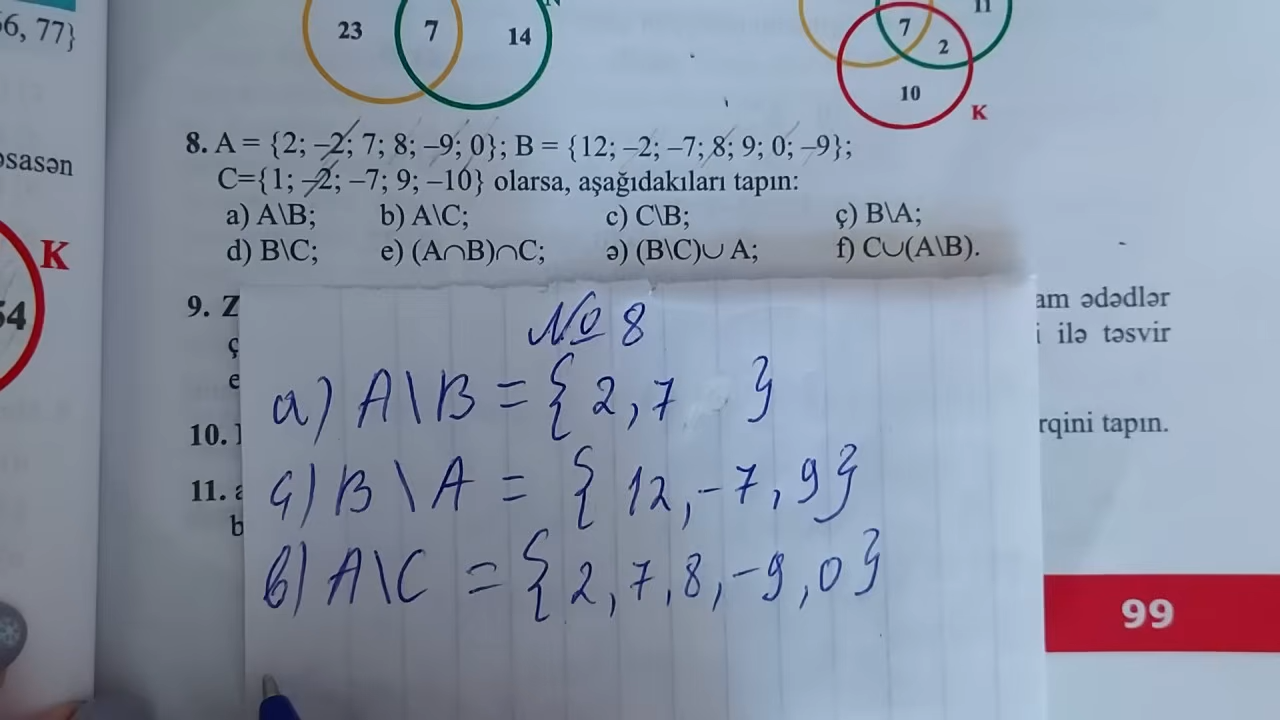 56, 77}
23 7 14
7 11
2
10
K
əsasən
K
54
8. A = {2; –2; 7; 8; –9; 0}; B = {12; –2; –7; 8; 9; 0; –9};
C={1; –2; –7; 9; –10} olarsa, aşağıdakıları tapın:
a) A\B; b) A\C; c) C\B; ç) B\A;
d) B\C; e) (A∩B)∩C; ə) (B\C)∪ A; f) C∪(A\B).
9. Z
ç
e
am ədədlər
i ilə təsvir
10.
rqini tapın.
11. a
b
№ 8
a) A\B = {2, 7 }
ç) B\A = {12, -7, 9}
b) A\C = {2, 7, 8, -9, 0}
99